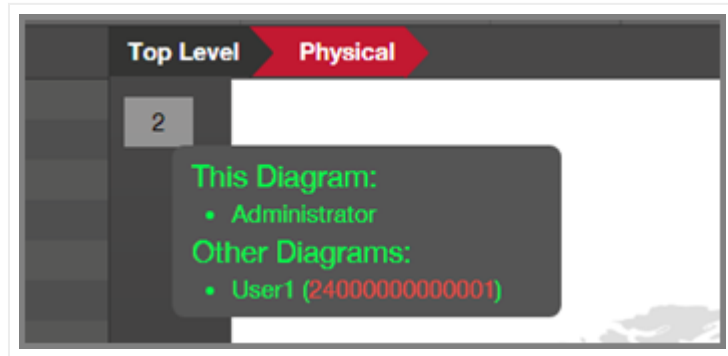 Top Level Physical
2
This Diagram:
• Administrator
Other Diagrams:
• User1 (24000000000001)